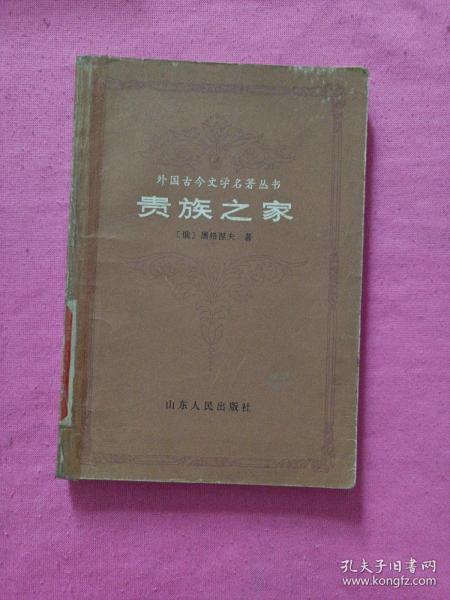 外国古今文学名著丛书
贵族之家
〔俄〕屠格涅夫 著
山东人民出版社
孔夫子旧书网
www.kongfz.com